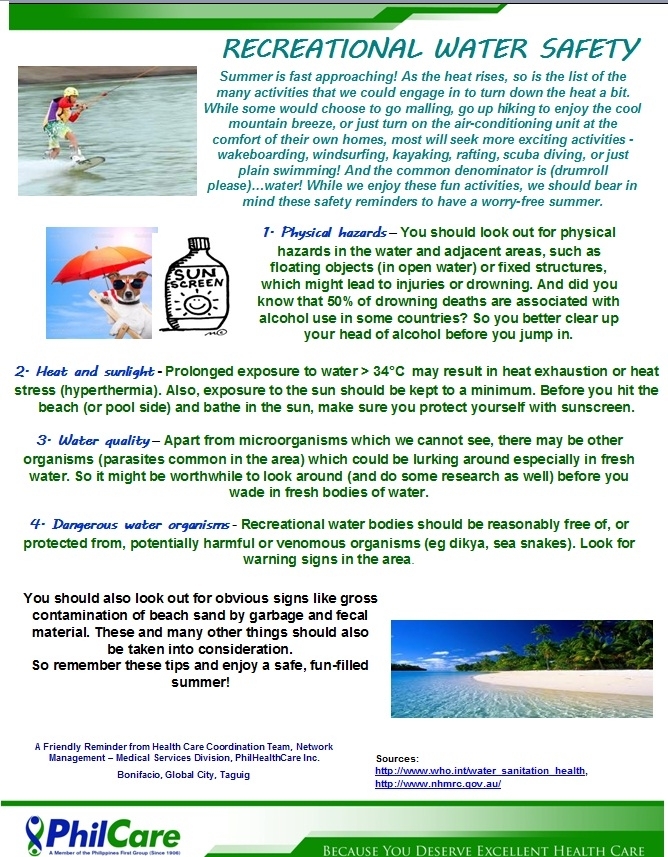 RECREATIONAL WATER SAFETY
Summer is fast approaching! As the heat rises, so is the list of the
many activities that we could engage in to turn down the heat a bit.
While some would choose to go malling, go up hiking to enjoy the cool
mountain breeze, or just turn on the air-conditioning unit at the
comfort of their own homes, most will seek more exciting activities -
wakeboarding, windsurfing, kayaking, rafting, scuba diving, or just
plain swimming! And the common denominator is (drumroll
please)…water! While we enjoy these fun activities, we should bear in
mind these safety reminders to have a worry-free summer.
1. Physical hazards – You should look out for physical
hazards in the water and adjacent areas, such as
floating objects (in open water) or fixed structures,
which might lead to injuries or drowning. And did you
know that 50% of drowning deaths are associated with
alcohol use in some countries? So you better clear up
your head of alcohol before you jump in.
SUN
SCREEN
2. Heat and sunlight - Prolonged exposure to water > 34°C may result in heat exhaustion or heat
stress (hyperthermia). Also, exposure to the sun should be kept to a minimum. Before you hit the
beach (or pool side) and bathe in the sun, make sure you protect yourself with sunscreen.
3. Water quality – Apart from microorganisms which we cannot see, there may be other
organisms (parasites common in the area) which could be lurking around especially in fresh
water. So it might be worthwhile to look around (and do some research as well) before you
wade in fresh bodies of water.
4. Dangerous water organisms - Recreational water bodies should be reasonably free of, or
protected from, potentially harmful or venomous organisms (eg dikya, sea snakes). Look for
warning signs in the area.
You should also look out for obvious signs like gross
contamination of beach sand by garbage and fecal
material. These and many other things should also
be taken into consideration.
So remember these tips and enjoy a safe, fun-filled
summer!
A Friendly Reminder from Health Care Coordination Team, Network
Management – Medical Services Division, PhilHealthCare Inc.
Bonifacio, Global City, Taguig
Sources:
http://www.who.int/water_sanitation_health,
http://www.nhmrc.gov.au/
PhilCare
A Member of the Philippines First Group (Since 1906)
BECAUSE YOU DESERVE EXCELLENT HEALTH CARE